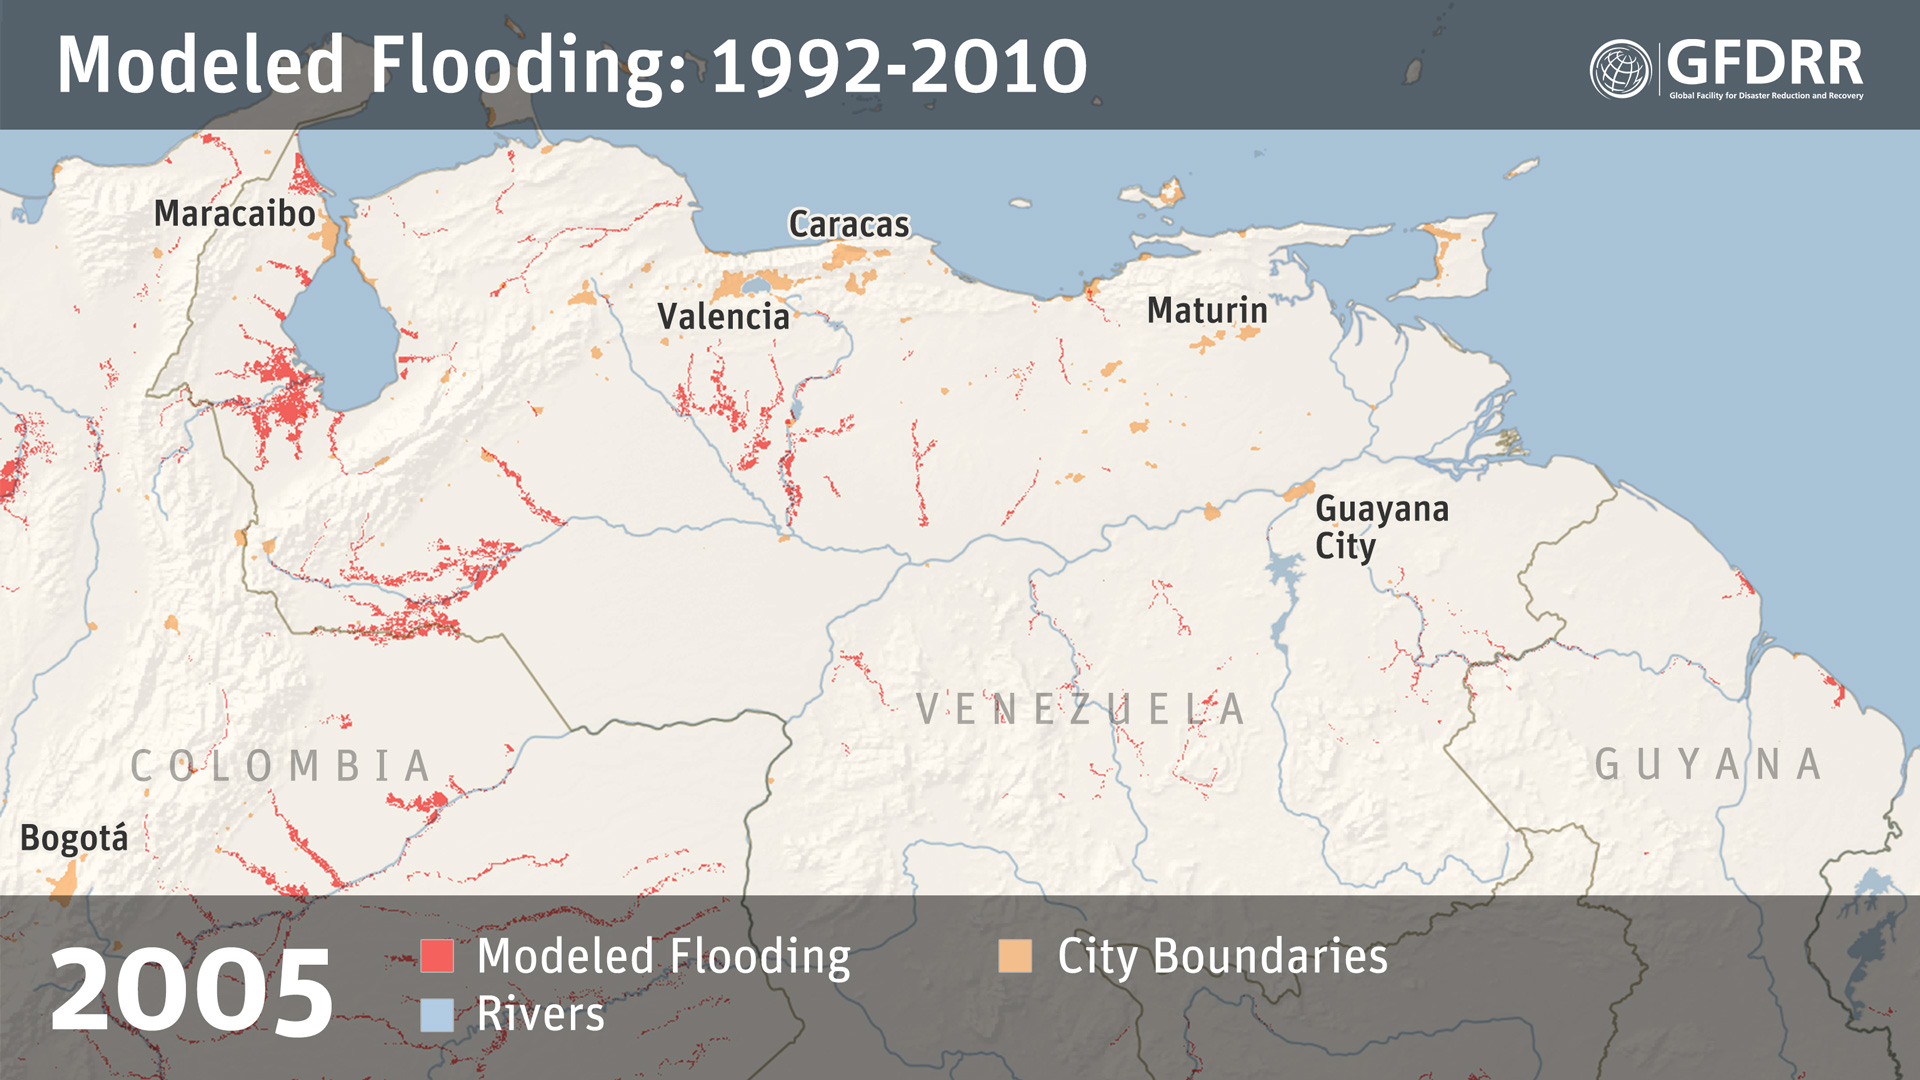 Modeled Flooding: 1992-2010
GFDRR
Global Facility for Disaster Reduction and Recovery
Maracaibo
Caracas
Valencia
Maturin
Guayana
City
VENEZUELA
COLOMBIA
GUYANA
Bogotá
2005
Modeled Flooding
City Boundaries
Rivers